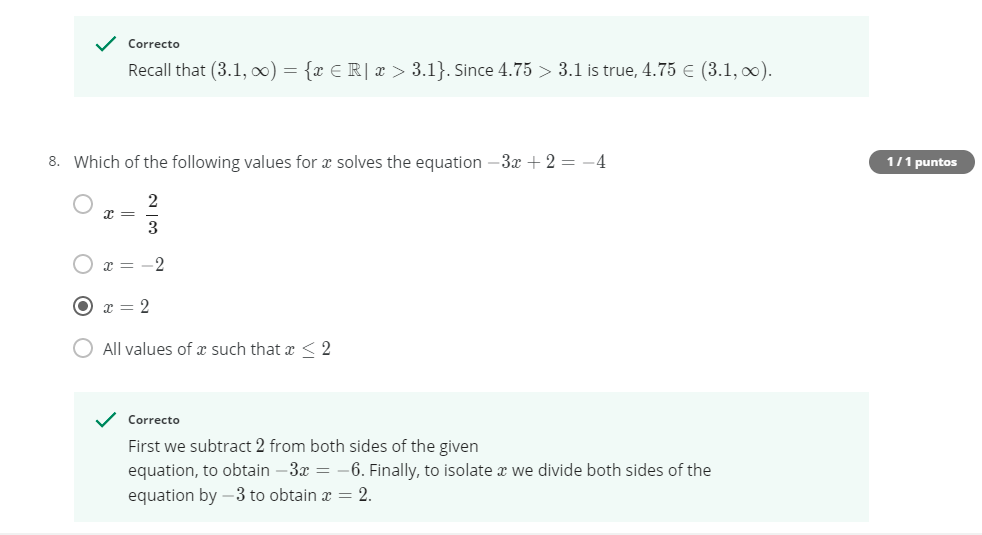 Correcto
Recall that (3.1, ∞) = {x ∈ ℝ| x > 3.1}. Since 4.75 > 3.1 is true, 4.75 ∈ (3.1, ∞).
8. Which of the following values for x solves the equation −3x + 2 = −4
1 / 1 puntos
x = 2/3
x = −2
x = 2
All values of x such that x ≤ 2
Correcto
First we subtract 2 from both sides of the given
equation, to obtain −3x = −6. Finally, to isolate x we divide both sides of the
equation by −3 to obtain x = 2.